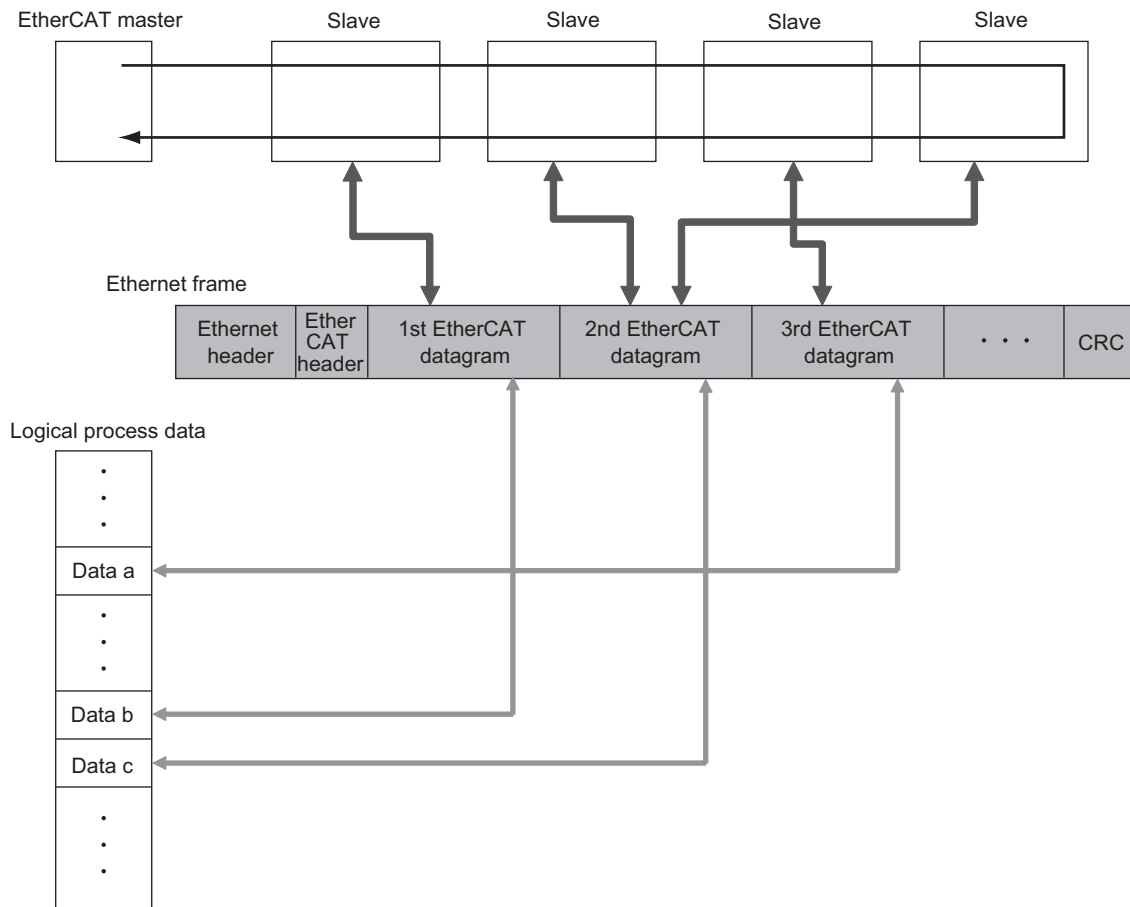 EtherCAT master
Slave
Slave
Slave
Slave
Ethernet frame
Ethernet
header
Ether
CAT
header
1st EtherCAT
datagram
2nd EtherCAT
datagram
3rd EtherCAT
datagram
· · ·
CRC
Logical process data
Data a
Data b
Data c